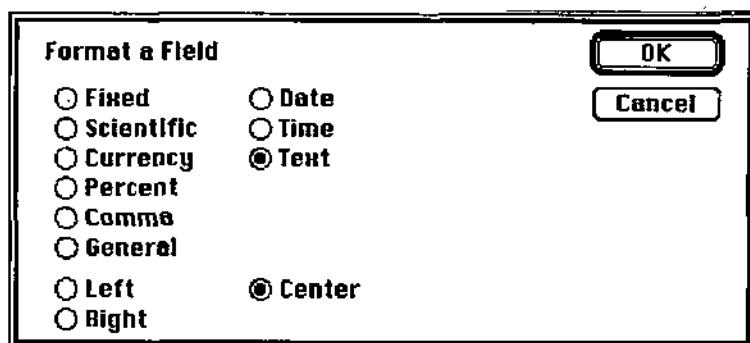 Format a Field
OK
Fixed
Date
Cancel
Scientific
Time
Currency
Text
Percent
Comma
General
Left
Center
Right